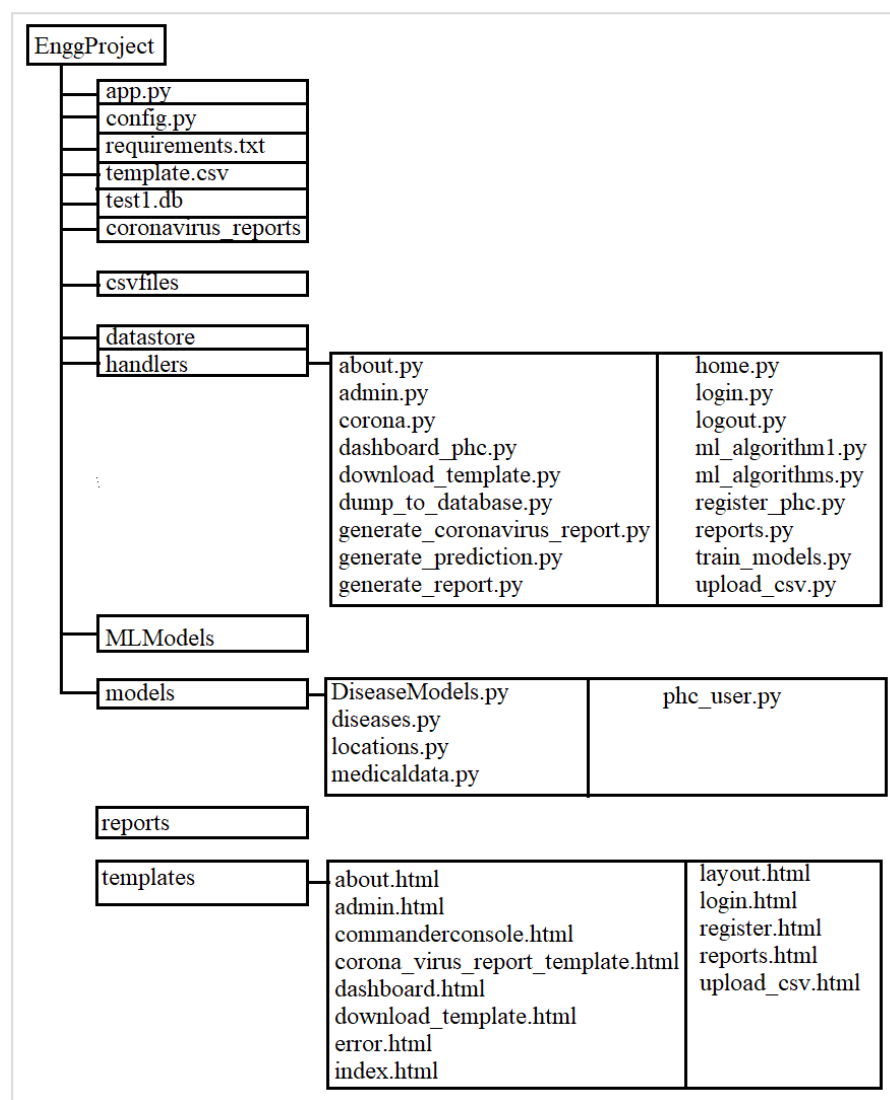 EnggProject
app.py
config.py
requirements.txt
template.csv
test1.db
coronavirus_reports
csvfiles
datastore
handlers
about.py
admin.py
corona.py
dashboard_phc.py
download_template.py
dump_to_database.py
generate_coronavirus_report.py
generate_prediction.py
generate_report.py
home.py
login.py
logout.py
ml_algorithm1.py
ml_algorithms.py
register_phc.py
reports.py
train_models.py
upload_csv.py
MLModels
models
DiseaseModels.py
diseases.py
locations.py
medicaldata.py
phc_user.py
reports
templates
about.html
admin.html
commanderconsole.html
corona_virus_report_template.html
dashboard.html
download_template.html
error.html
index.html
layout.html
login.html
register.html
reports.html
upload_csv.html